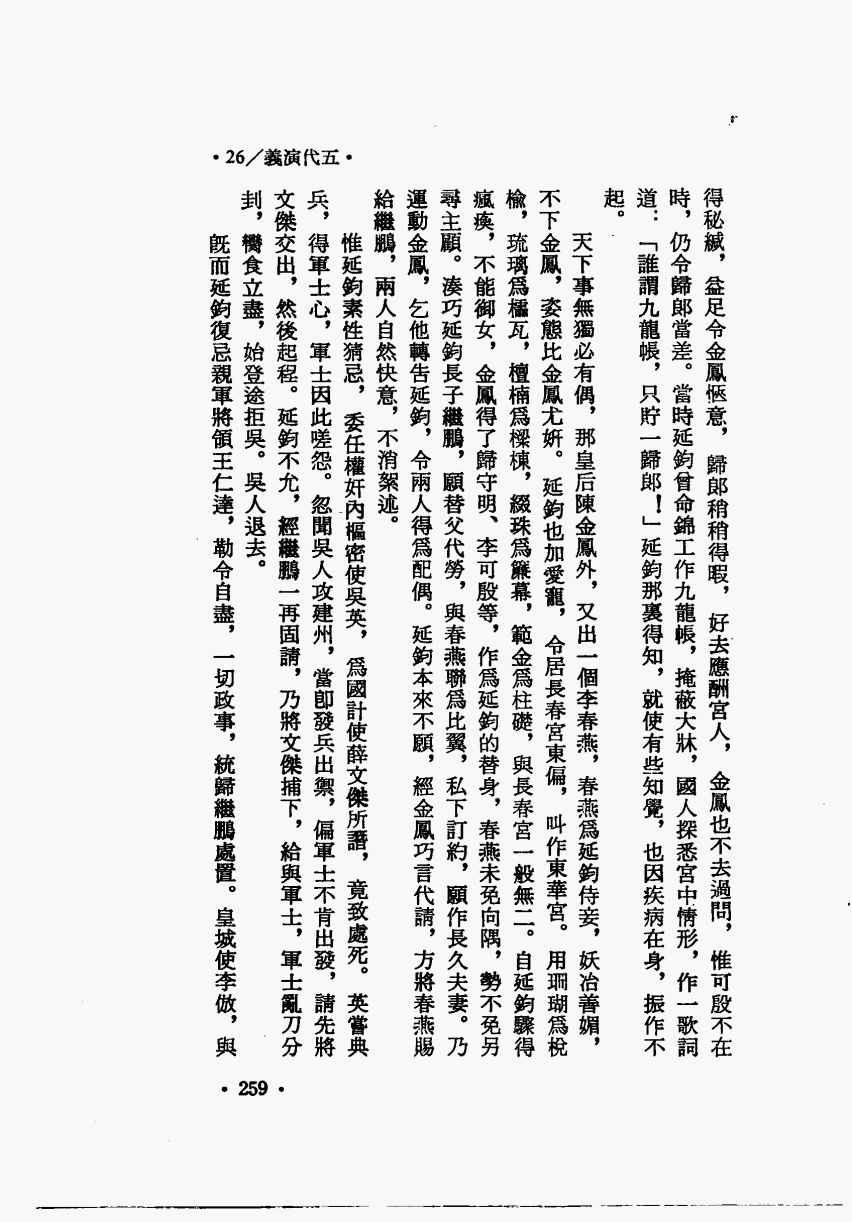 •26/義演代五•
得秘緘，益足令金鳳愜意，歸郎稍稍得暇，好去應酬宮人，金鳳也不去過問，惟可殷不在
時，仍令歸郎當差。當時延鈞曾命錦工作九龍帳，掩蔽大牀，國人探悉宮中情形，作一歌詞
道：「誰謂九龍帳，只貯一歸郎！」延鈞那裏得知，就使有些知覺，也因疾病在身，振作不
起。
天下事無獨必有偶，那皇后陳金鳳外，又出一個李春燕，春燕爲延鈞侍妾，妖冶善媚，
不下金鳳，姿態比金鳳尤妍。延鈞也加愛寵，令居長春宮東偏，叫作東華宮。用珊瑚爲梲
楡，琉璃爲櫺瓦，檀楠爲樑棟，綴珠爲簾幕，範金爲柱礎，與長春宮一般無二。自延鈞驟得
瘋瘓，不能御女，金鳳得了歸守明、李可殷等，作爲延鈞的替身，春燕未免向隅，勢不免另
尋主顧。湊巧延鈞長子繼鵬，願替父代勞，與春燕聯爲比翼，私下訂約，願作長久夫妻。乃
運動金鳳，乞他轉告延鈞，令兩人得爲配偶。延鈞本來不願，經金鳳巧言代請，方將春燕賜
給繼鵬，兩人自然快意，不消絮述。
惟延鈞素性猜忌，委任權奸內樞密使吳英，爲國計使薛文傑所譖，竟致處死。英嘗典
兵，得軍士心，軍士因此嗟怨。忽聞吳人攻建州，當卽發兵出禦，偏軍士不肯出發，請先將
文傑交出，然後起程。延鈞不允，經繼鵬一再固請，乃將文傑捕下，給與軍士，軍士亂刀分
刲，臠食立盡，始登途拒吳。吳人退去。
旣而延鈞復忌親軍將領王仁達，勒令自盡，一切政事，統歸繼鵬處置。皇城使李倣，與
•259•